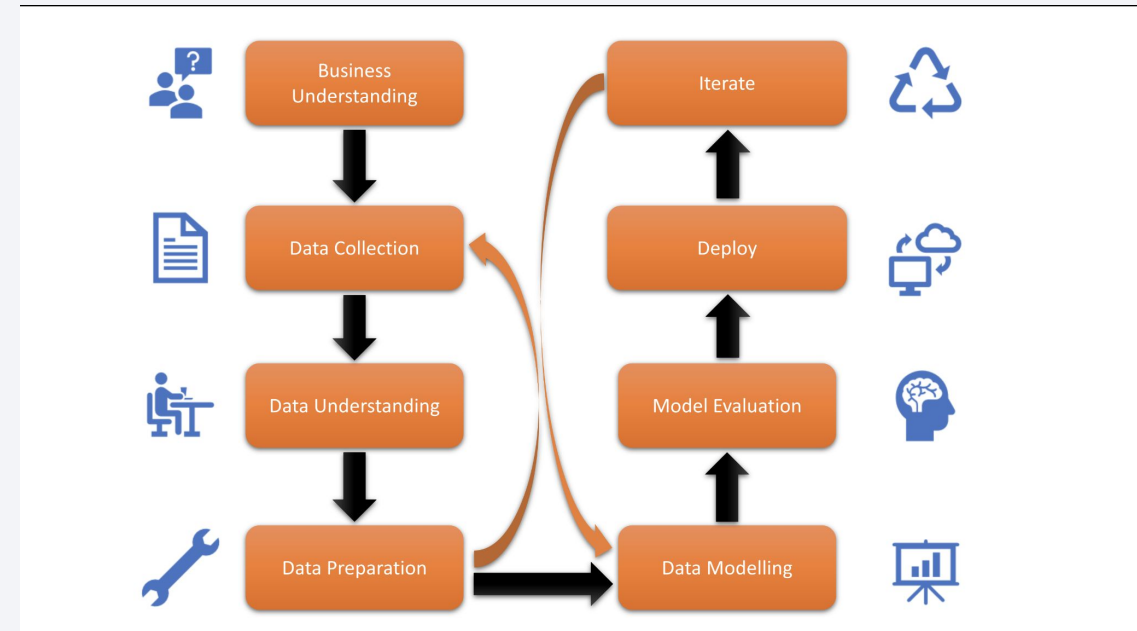 Business
Understanding
Data Collection
Data Understanding
Data Preparation
Iterate
Deploy
Model Evaluation
Data Modelling
?